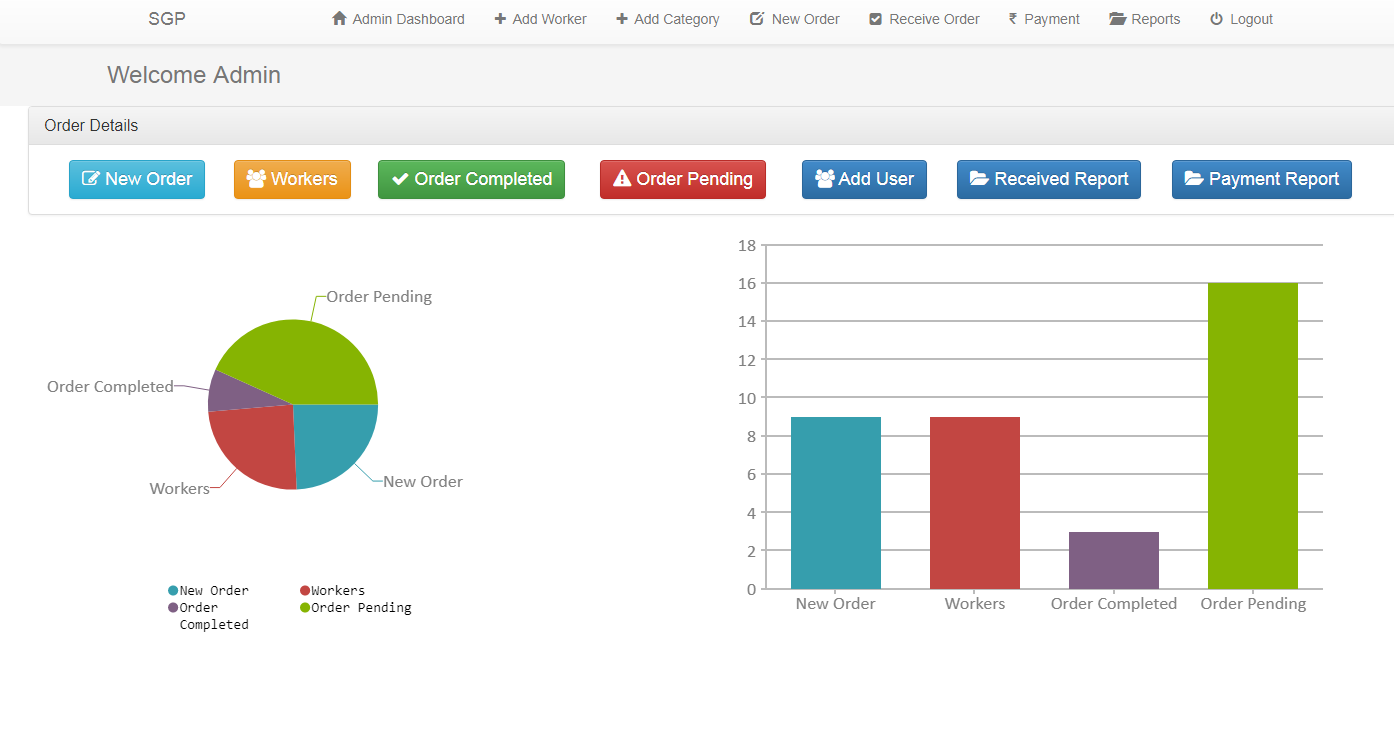 SGP Admin Dashboard Add Worker Add Category New Order Receive Order ₹ Payment Reports Logout
Welcome Admin
Order Details
New Order Workers Order Completed Order Pending Add User Received Report Payment Report
Order Pending
Order Completed
Workers
New Order
New Order Workers
Order Completed
Order Pending
18
16
14
12
10
8
6
4
2
0
New Order Workers Order Completed Order Pending